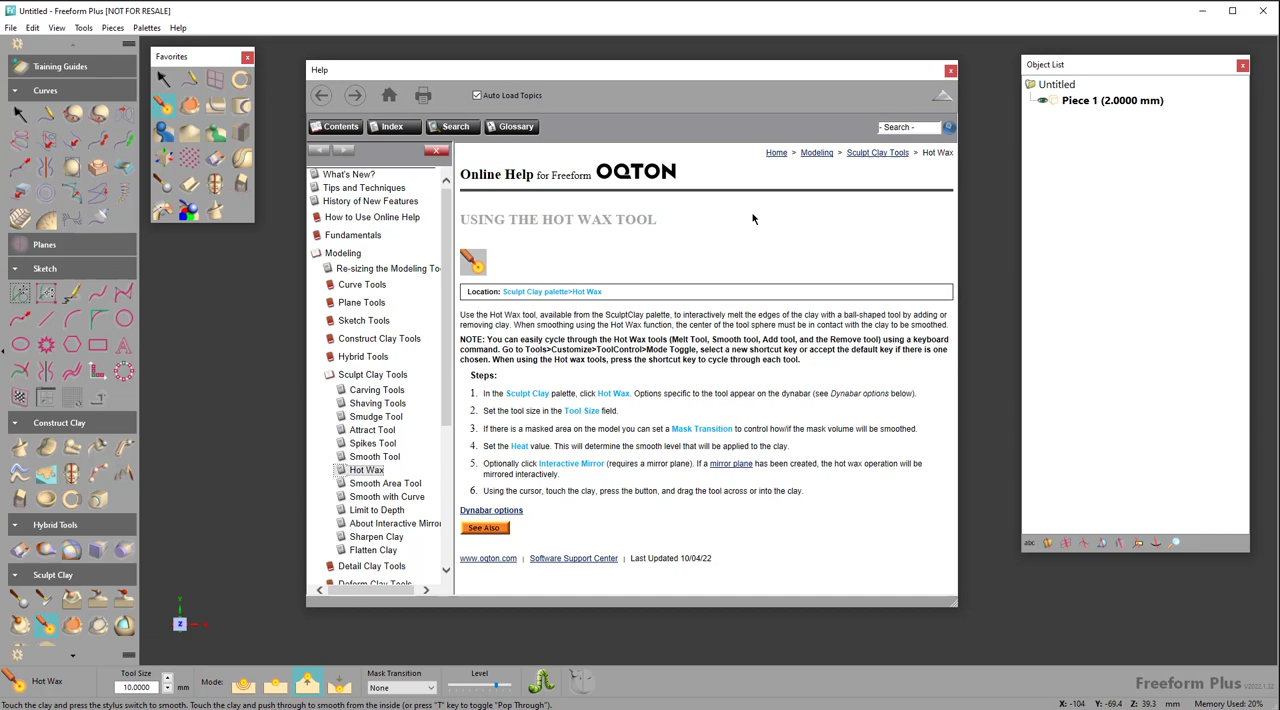 Untitled - Freeform Plus [NOT FOR RESALE]
File Edit View Tools Pieces Palettes Help
Training Guides
Curves
Planes
Sketch
Construct Clay
Hybrid Tools
Sculpt Clay
Favorites
Help
Auto Load Topics
Contents Index Search Glossary
- Search -
What's New?
Tips and Techniques
History of New Features
How to Use Online Help
Fundamentals
Modeling
Re-sizing the Modeling To
Curve Tools
Plane Tools
Sketch Tools
Construct Clay Tools
Hybrid Tools
Sculpt Clay Tools
Carving Tools
Shaving Tools
Smudge Tool
Attract Tool
Spikes Tool
Smooth Tool
Hot Wax
Smooth Area Tool
Smooth with Curve
Limit to Depth
About Interactive Mirror
Sharpen Clay
Flatten Clay
Detail Clay Tools
Deform Clay Tools
Home > Modeling > Sculpt Clay Tools > Hot Wax
Online Help for Freeform OQTON
USING THE HOT WAX TOOL
Location: Sculpt Clay palette>Hot Wax
Use the Hot Wax tool, available from the SculptClay palette, to interactively melt the edges of the clay with a ball-shaped tool by adding or
removing clay. When smoothing using the Hot Wax function, the center of the tool sphere must be in contact with the clay to be smoothed.
NOTE: You can easily cycle through the Hot Wax tools (Melt Tool, Smooth tool, Add tool, and the Remove tool) using a keyboard
command. Go to Tools>Customize>ToolControl>Mode Toggle, select a new shortcut key or accept the default key if there is one
chosen. When using the Hot wax tools, press the shortcut key to cycle through each tool.
Steps:
1. In the Sculpt Clay palette, click Hot Wax. Options specific to the tool appear on the dynabar (see Dynabar options below).
2. Set the tool size in the Tool Size field.
3. If there is a masked area on the model you can set a Mask Transition to control how/if the mask volume will be smoothed.
4. Set the Heat value. This will determine the smooth level that will be applied to the clay.
5. Optionally click Interactive Mirror (requires a mirror plane). If a mirror plane has been created, the hot wax operation will be
mirrored interactively.
6. Using the cursor, touch the clay, press the button, and drag the tool across or into the clay.
Dynabar options
See Also
www.oqton.com | Software Support Center | Last Updated 10/04/22
Object List
Untitled
Piece 1 (2.0000 mm)
abc
Z
Hot Wax
Tool Size
10.0000 mm
Mode:
Mask Transition
None
Level
Freeform Plus V2022.1.32
Touch the clay and press the stylus switch to smooth. Touch the clay and push through to smooth from the inside (or press "T" key to toggle "Pop Through").
X: -104 Y: -69.4 Z: 39.3 mm Memory Used: 20%